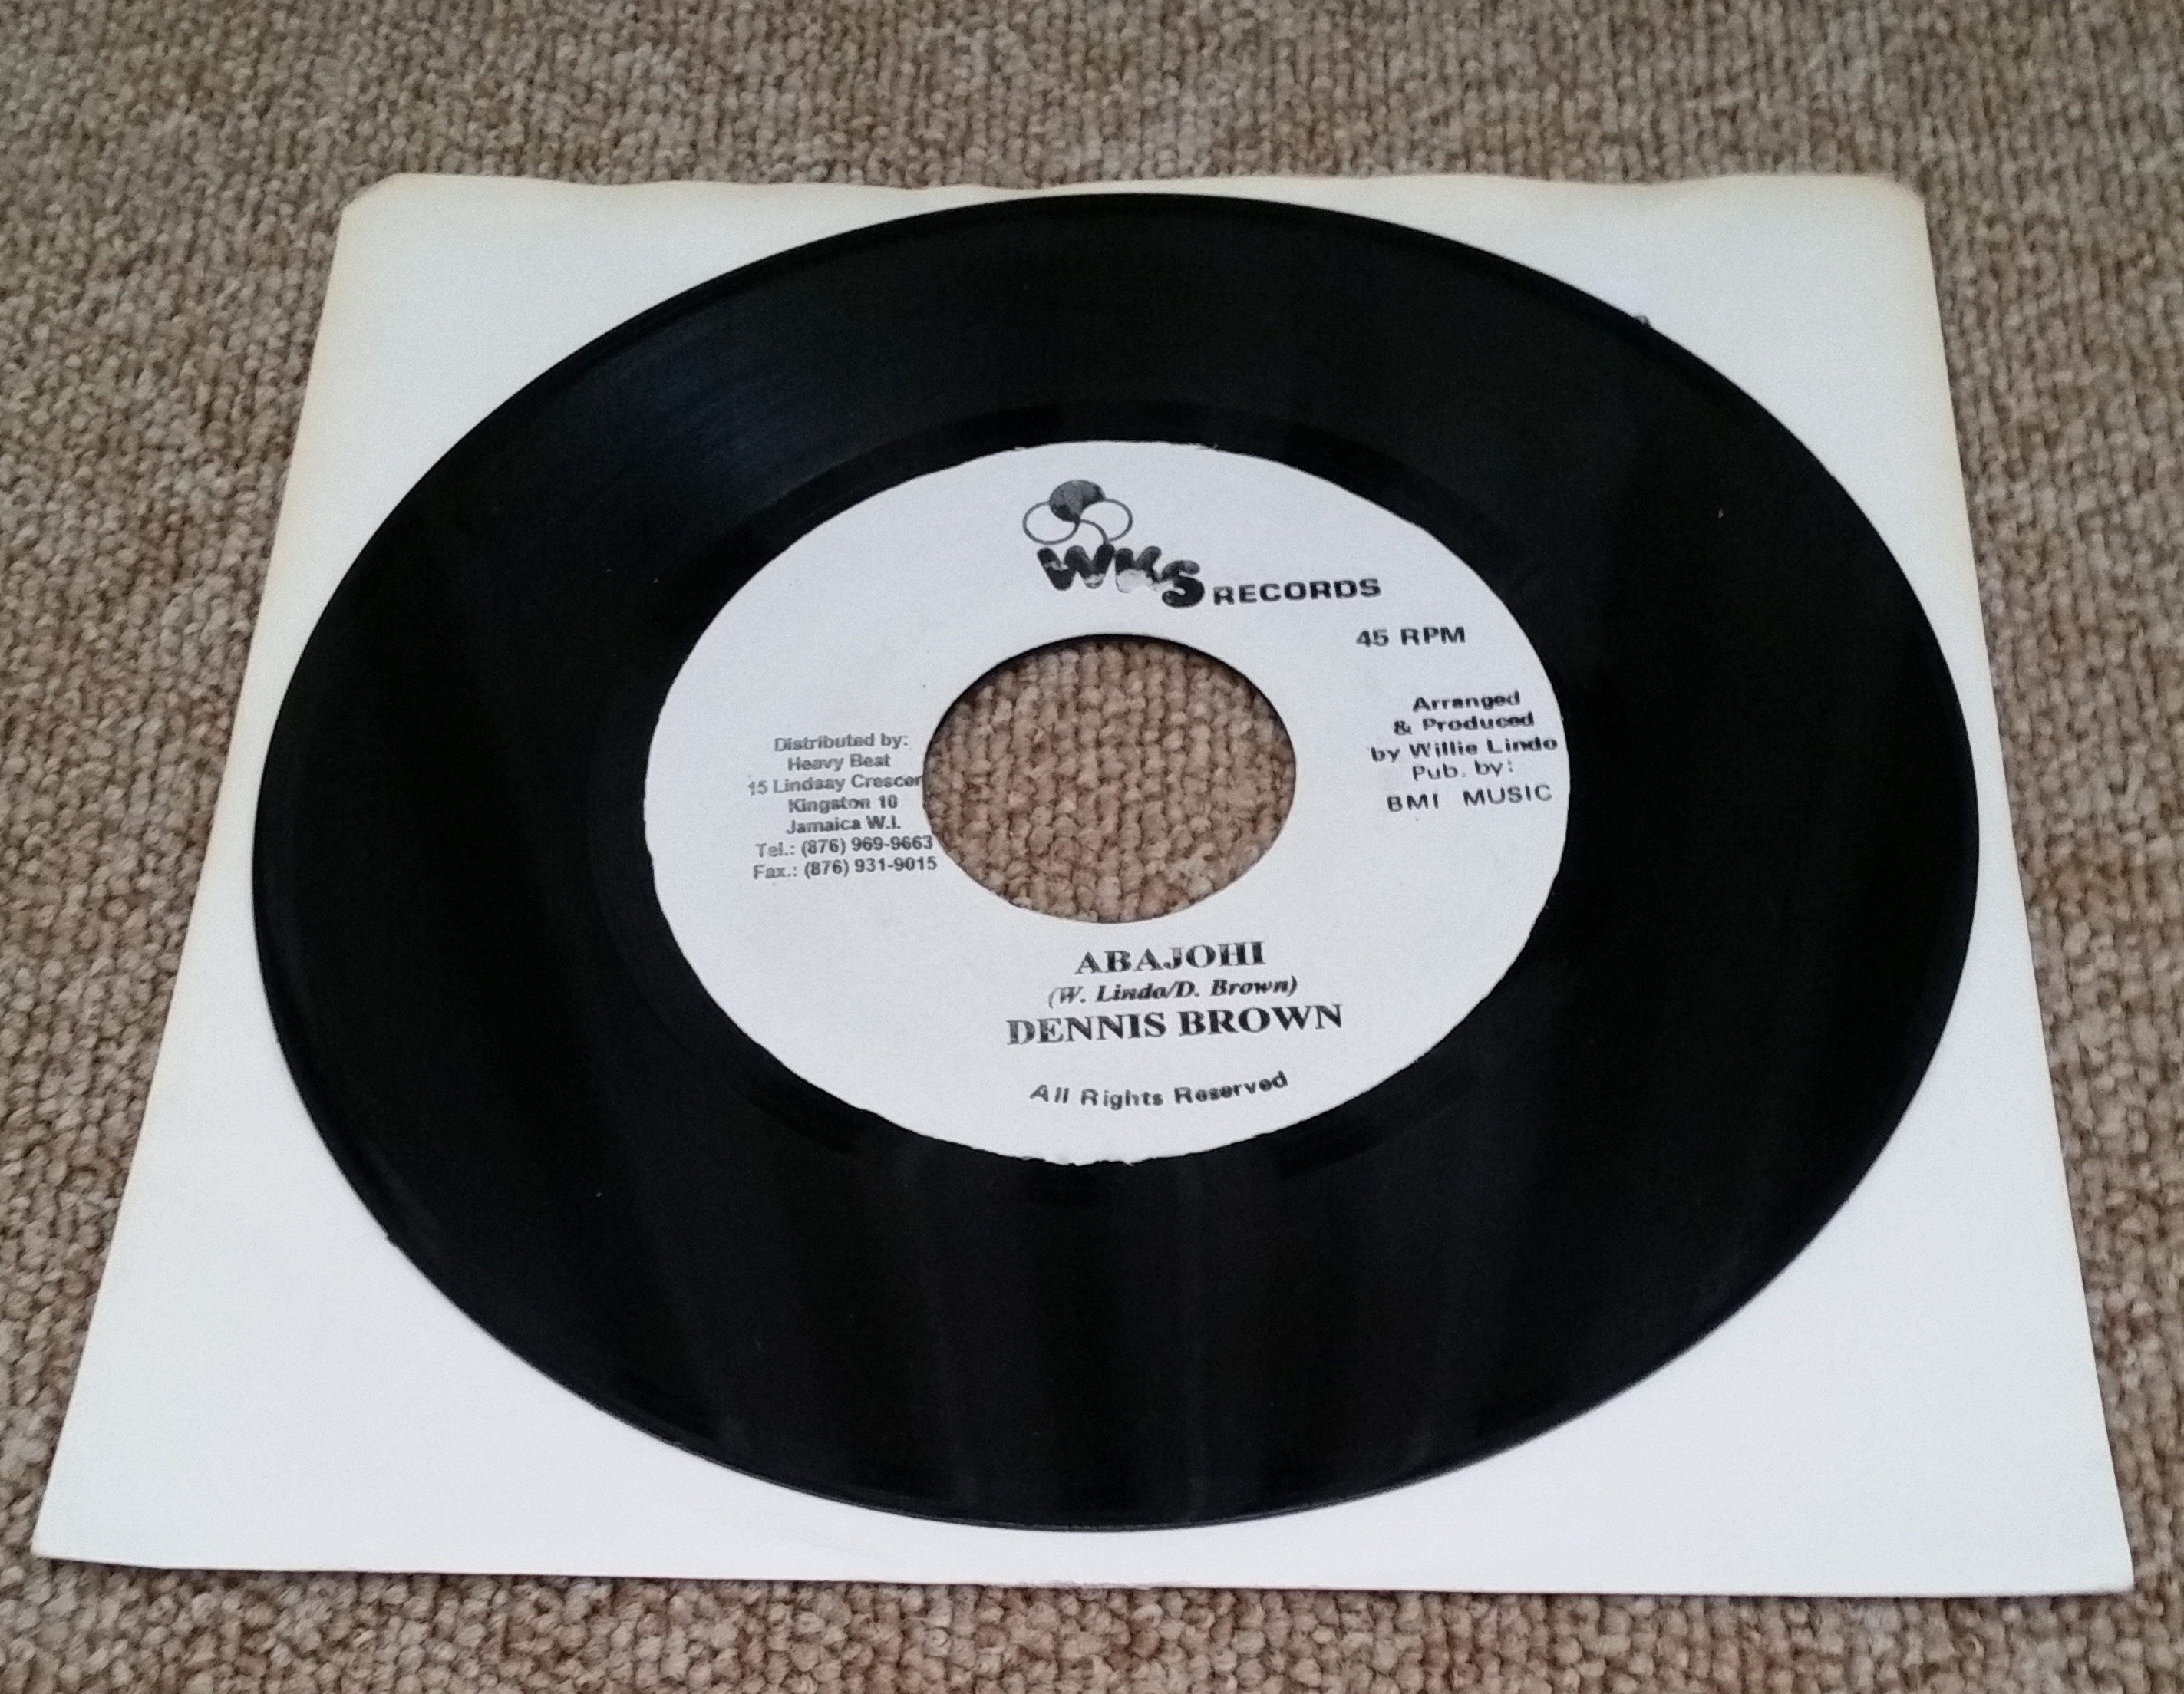 WKS RECORDS
45 RPM
Arranged
& Produced
by Willie Lindo
Pub. by:
BMI MUSIC
Distributed by:
Heavy Beat
15 Lindsay Crescen
Kingston 10
Jamaica W.I.
Tel.: (876) 969-9663
Fax.: (876) 931-9015
ABAJOHI
(W. Lindo/D. Brown)
DENNIS BROWN
All Rights Reserved